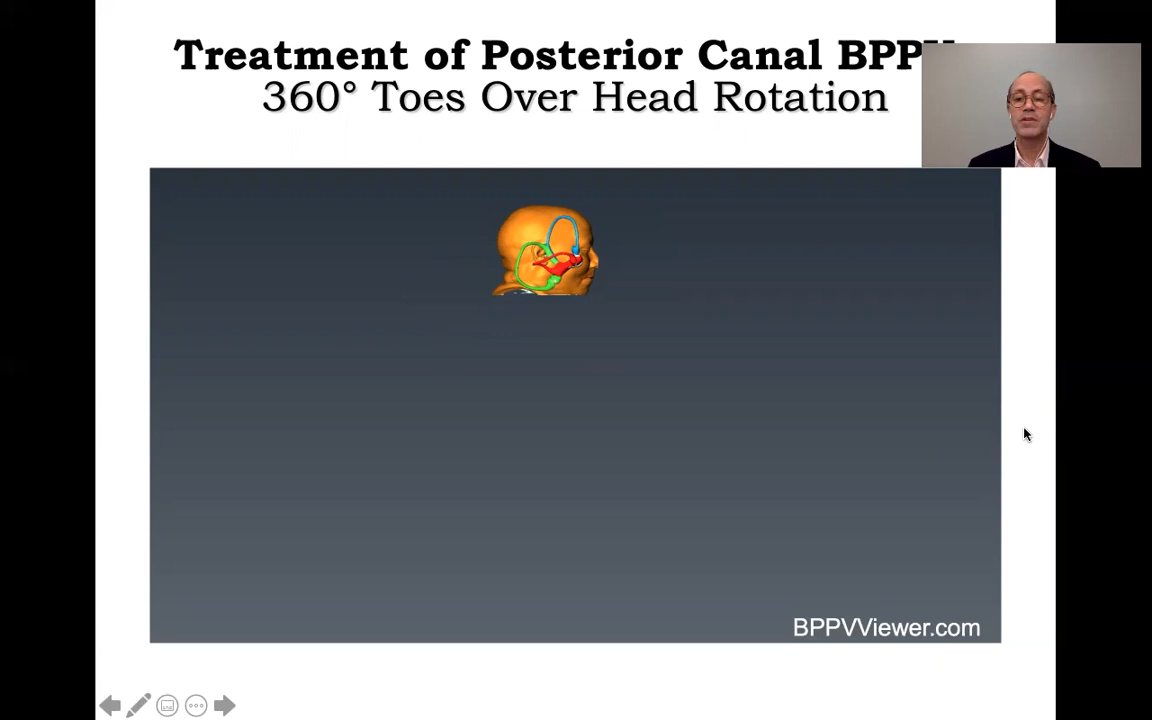 Treatment of Posterior Canal
360° Toes Over Head Rotation
BPPVViewer.com